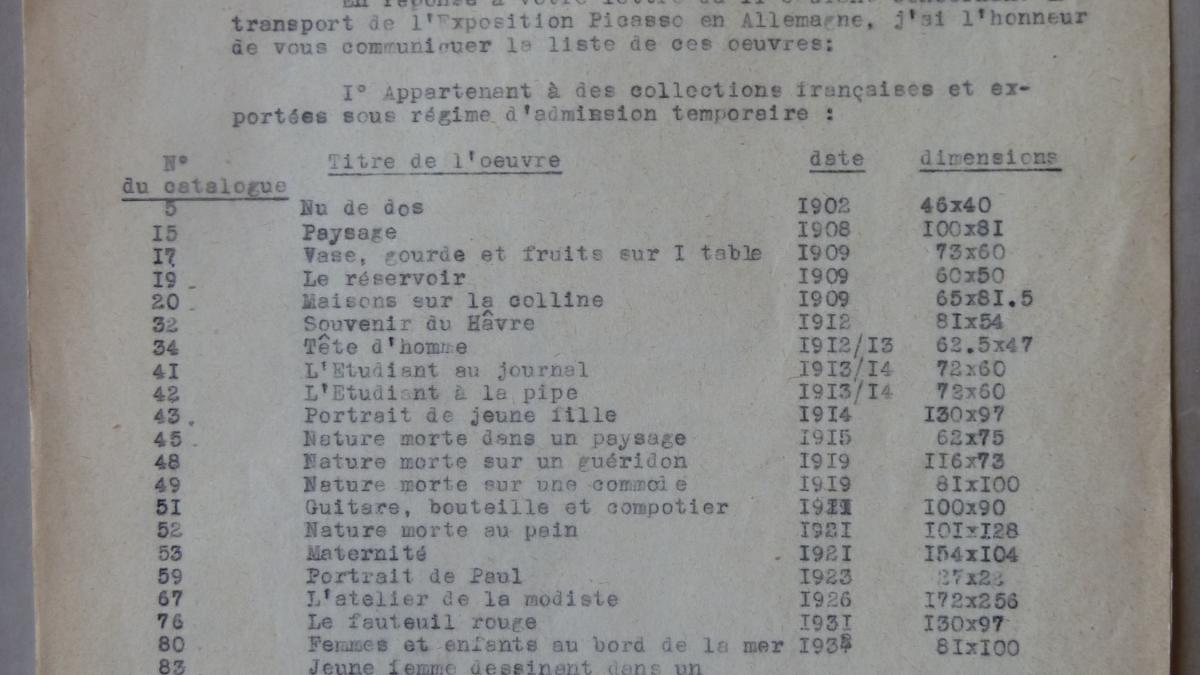 transport de l'Exposition Picasso en Allemagne, j'ai l'honneur
de vous communiquer la liste de ces oeuvres:
I° Appartenant à des collections françaises et ex-
portées sous régime d'admission temporaire :
N° du catalogue Titre de l'oeuvre date dimensions
5 Nu de dos I902 46x40
I5 Paysage I908 I00x8I
I7 Vase, gourde et fruits sur I table I909 73x60
I9 Le réservoir I909 60x50
20 Maisons sur la colline I909 65x8I.5
32 Souvenir du Hâvre I9I2 8Ix54
34 Tête d'homme I9I2/I3 62.5x47
4I L'Etudiant au journal I9I3/I4 72x60
42 L'Etudiant à la pipe I9I3/I4 73x60
43 Portrait de jeune fille I9I4 I30x97
45 Nature morte dans un paysage I9I5 62x75
48 Nature morte sur un guéridon I9I9 II6x73
49 Nature morte sur une commode I9I9 8IxI00
5I Guitare, bouteille et compotier I00x90
52 Nature morte au pain I92I I0IxI28
53 Maternité I92I I54xI04
59 Portrait de Paul I923
67 L'atelier de la modiste I926 I72x256
76 Le fauteuil rouge I93I I30x97
80 Femmes et enfants au bord de la mer 8IxI00
83 Jeune femme dessinant dans un